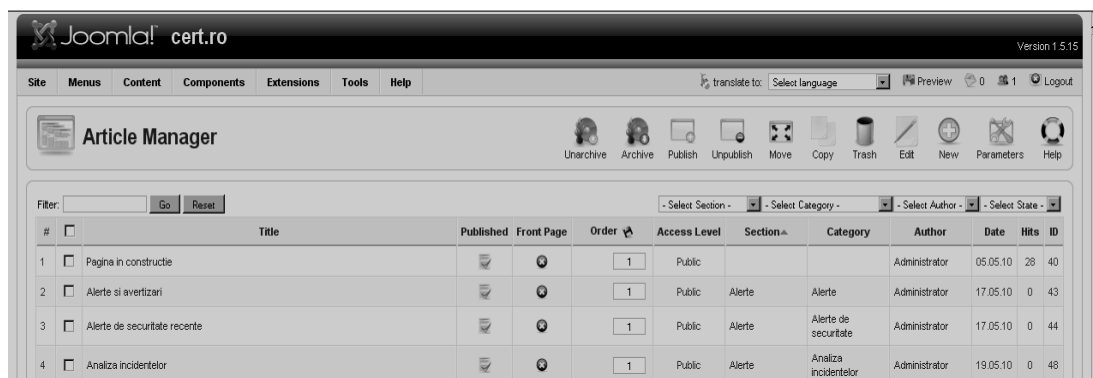 Joomla! cert.ro
Version 1.5.15
Site Menus Content Components Extensions Tools Help translate to: Select language Preview 0 1 Logout
Article Manager
Unarchive Archive Publish Unpublish Move Copy Trash Edit New Parameters Help
Filter: Go Reset - Select Section - - Select Category - - Select Author - - Select State -
# Title Published Front Page Order Access Level Section Category Author Date Hits ID
1 Pagina in constructie 1 Public Administrator 05.05.10 28 40
2 Alerte si avertizari 1 Public Alerte Alerte Administrator 17.05.10 0 43
3 Alerte de securitate recente 1 Public Alerte Alerte de securitate Administrator 17.05.10 0 44
4 Analiza incidentelor 1 Public Alerte Analiza incidentelor Administrator 19.05.10 0 48